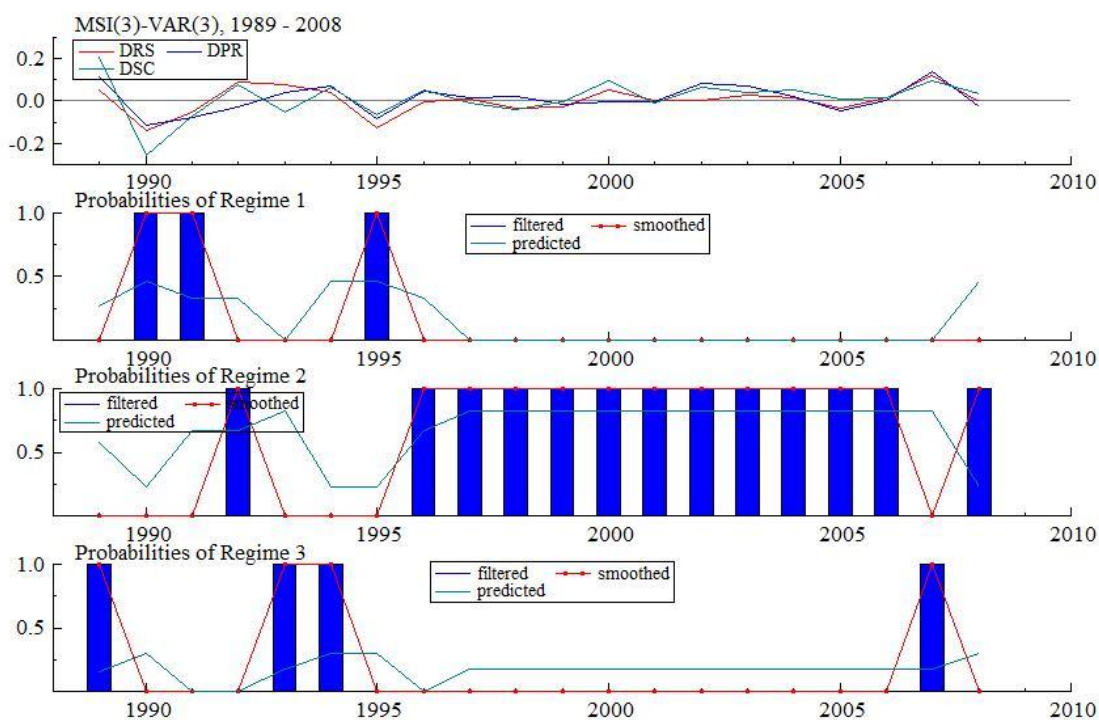 MSI(3)-VAR(3), 1989 - 2008
DRS DPR
DSC
0.2
0.0
-0.2
1990 1995 2000 2005 2010
Probabilities of Regime 1
1.0
filtered smoothed
predicted
0.5
1990 1995 2000 2005 2010
Probabilities of Regime 2
1.0
filtered smoothed
predicted
0.5
1990 1995 2000 2005 2010
Probabilities of Regime 3
1.0
filtered smoothed
predicted
0.5
1990 1995 2000 2005 2010